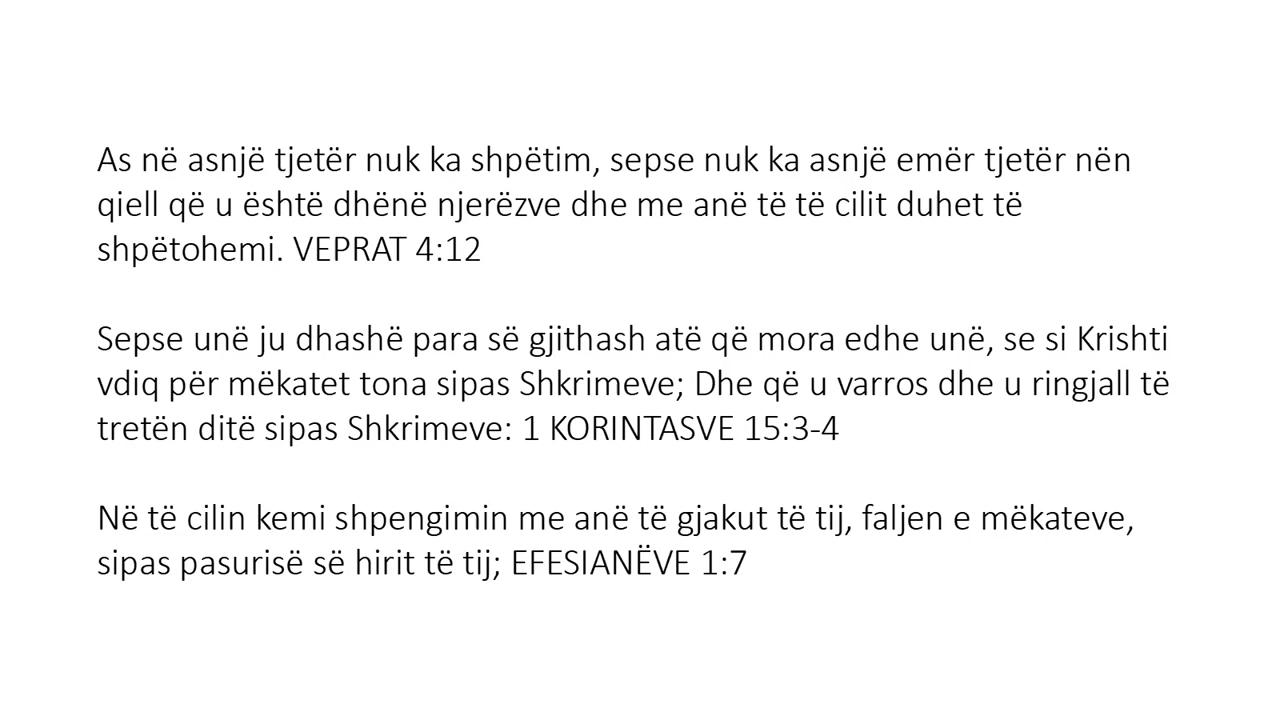 As në asnjë tjetër nuk ka shpëtim, sepse nuk ka asnjë emër tjetër nën
qiell që u është dhënë njerëzve dhe me anë të të cilit duhet të
shpëtohemi. VEPRAT 4:12
Sepse unë ju dhashë para së gjithash atë që mora edhe unë, se si Krishti
vdiq për mëkatet tona sipas Shkrimeve; Dhe që u varros dhe u ringjall të
tretën ditë sipas Shkrimeve: 1 KORINTASVE 15:3-4
Në të cilin kemi shpengimin me anë të gjakut të tij, faljen e mëkateve,
sipas pasurisë së hirit të tij; EFESIANËVE 1:7